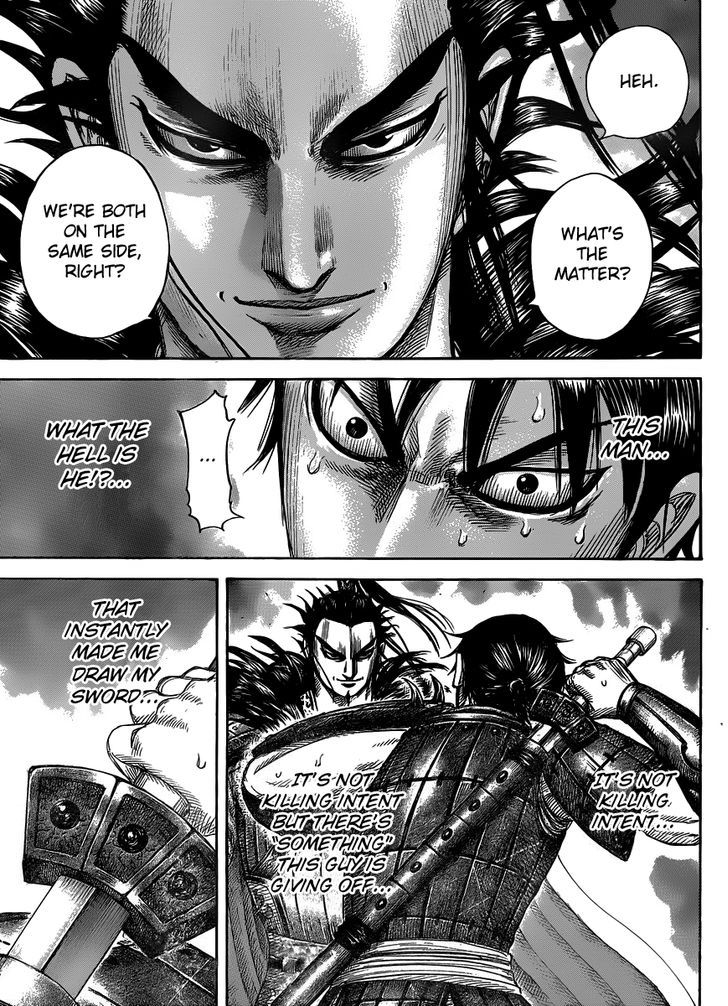 HEH.
WHAT'S
THE
MATTER?
WE'RE BOTH
ON THE
SAME SIDE,
RIGHT?
THIS
MAN...
...
WHAT THE
HELL IS
HE!?...
IT'S NOT
KILLING
INTENT...
IT'S NOT
KILLING INTENT
BUT THERE'S
"SOMETHING"
THIS GUY IS
GIVING OFF...
THAT
INSTANTLY
MADE ME
DRAW MY
SWORD...